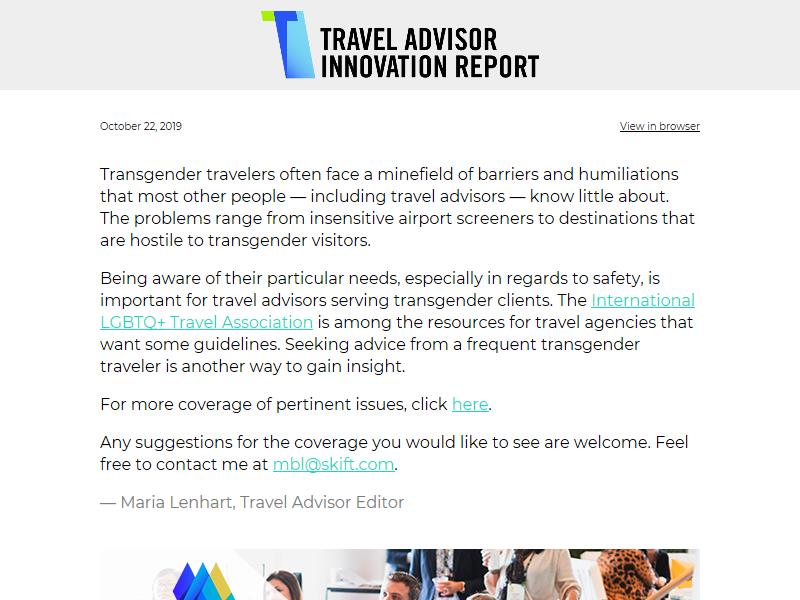 TRAVEL ADVISOR
INNOVATION REPORT
October 22, 2019
View in browser
Transgender travelers often face a minefield of barriers and humiliations
that most other people — including travel advisors — know little about.
The problems range from insensitive airport screeners to destinations that
are hostile to transgender visitors.
Being aware of their particular needs, especially in regards to safety, is
important for travel advisors serving transgender clients. The International
LGBTQ+ Travel Association is among the resources for travel agencies that
want some guidelines. Seeking advice from a frequent transgender
traveler is another way to gain insight.
For more coverage of pertinent issues, click here.
Any suggestions for the coverage you would like to see are welcome. Feel
free to contact me at mbl@skift.com.
— Maria Lenhart, Travel Advisor Editor